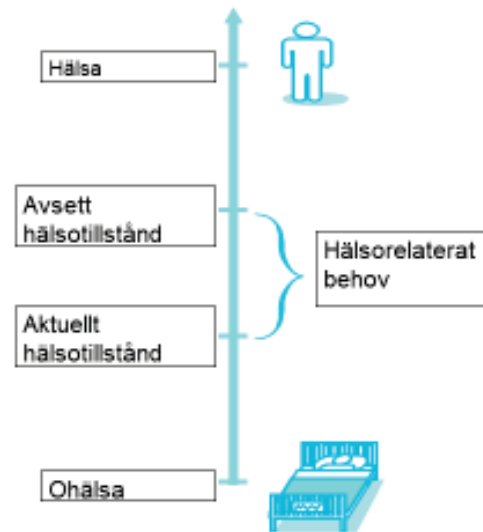 Hälsa
Avsett
hälsotillstånd
Hälsorelaterat
behov
Aktuellt
hälsotillstånd
Ohälsa